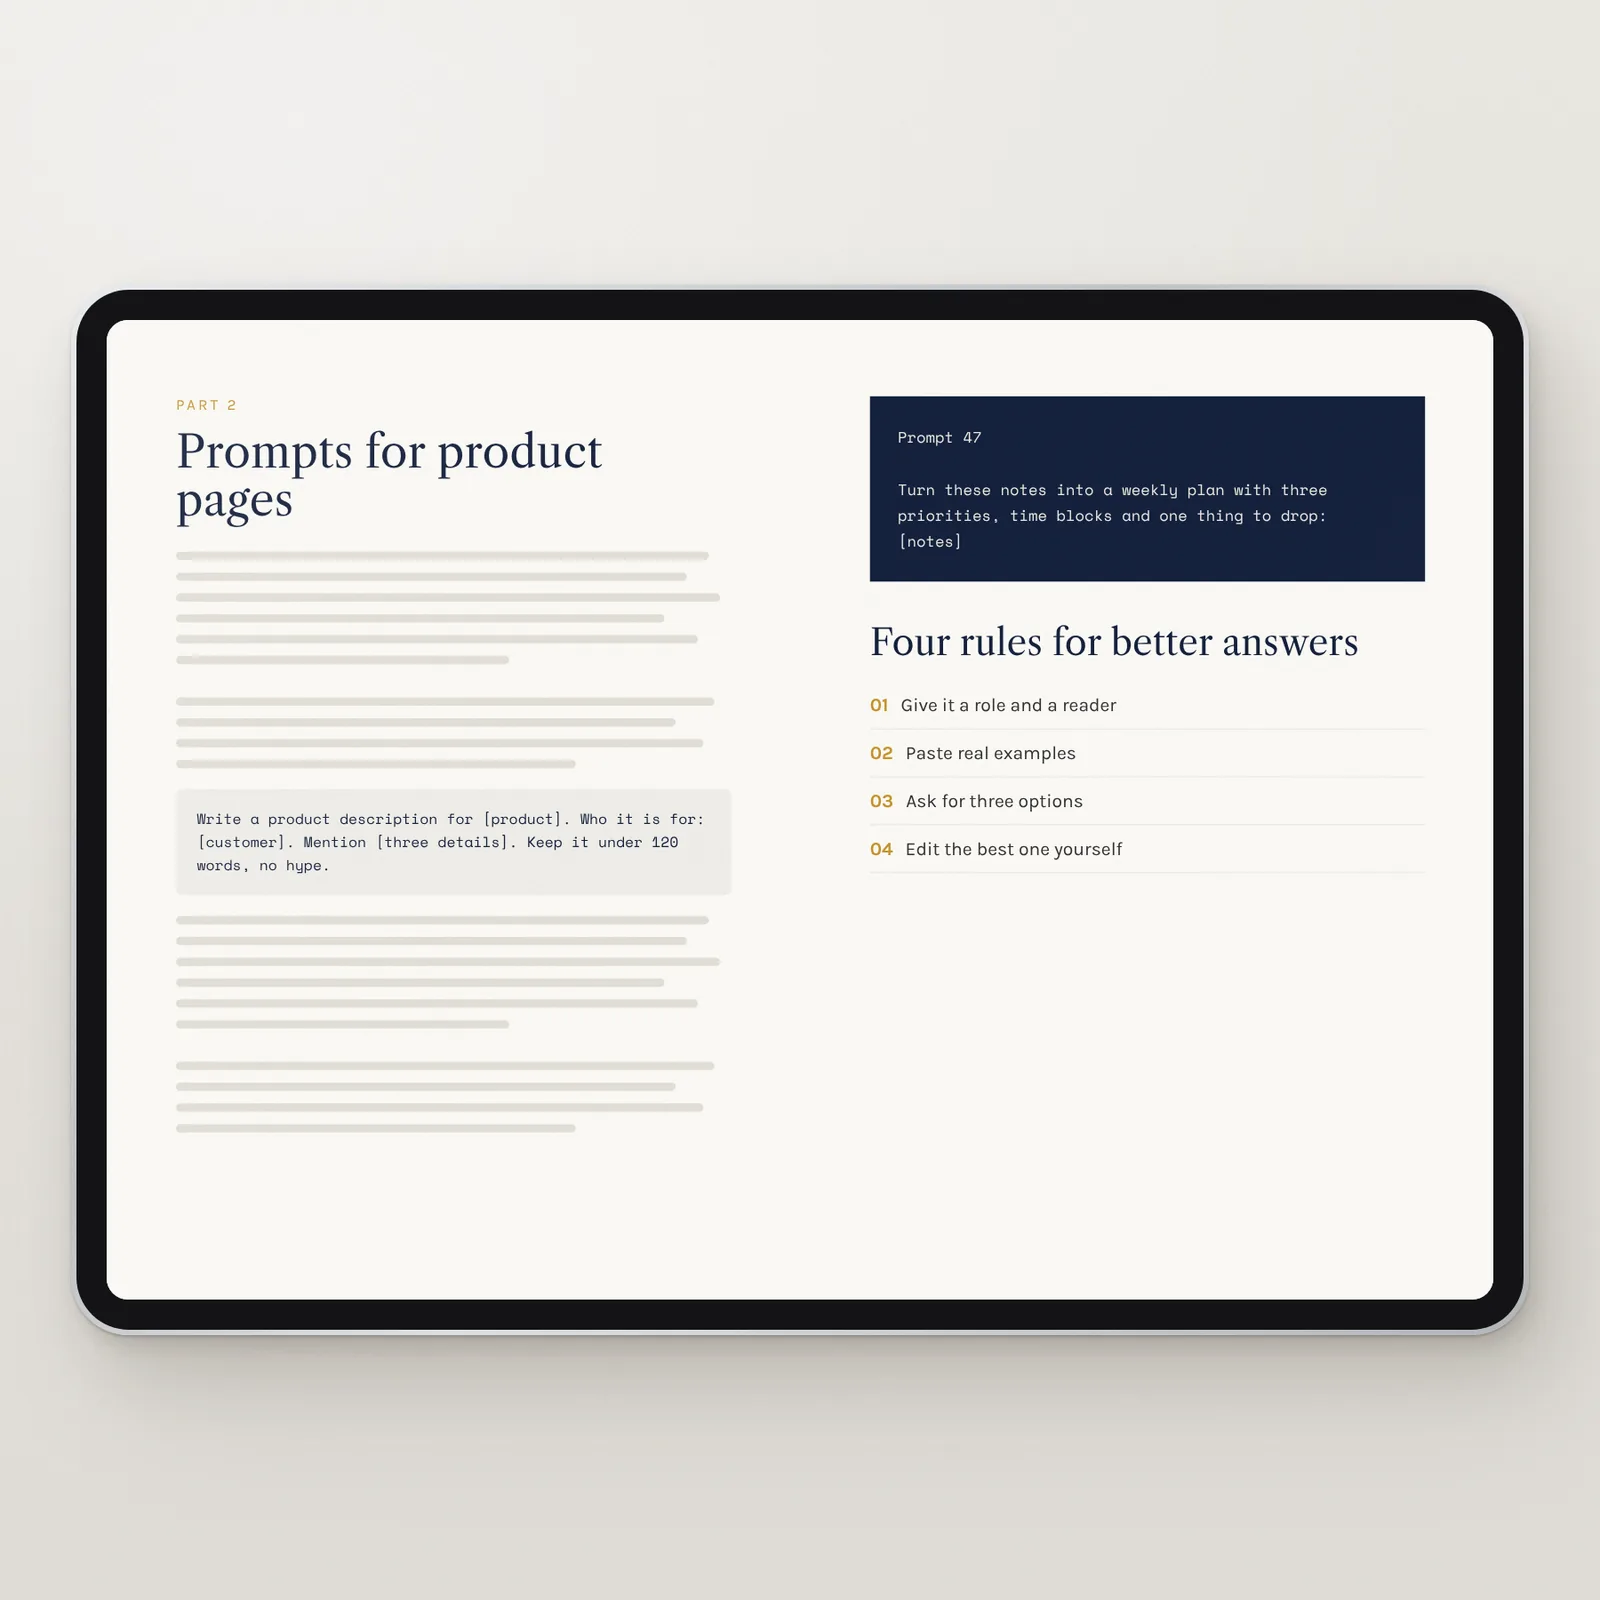 PART 2
Prompts for product
pages
Write a product description for [product]. Who it is for:
[customer]. Mention [three details]. Keep it under 120
words, no hype.
Prompt 47
Turn these notes into a weekly plan with three
priorities, time blocks and one thing to drop:
[notes]
Four rules for better answers
01 Give it a role and a reader
02 Paste real examples
03 Ask for three options
04 Edit the best one yourself